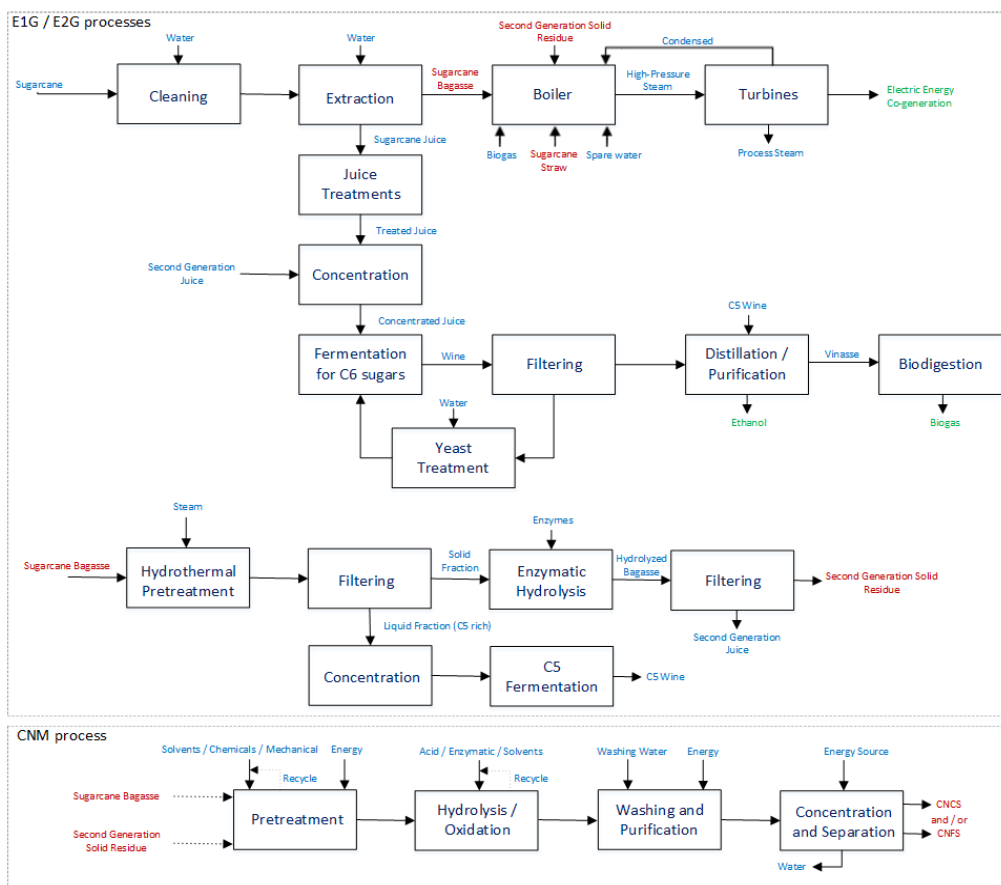 E1G / E2G processes
Second Generation Solid
Residue
Water
Water
Condensed
Sugarcane
Cleaning
Extraction
Sugarcane
Bagasse
Boiler
High-Pressure
Steam
Turbines
Electric Energy
Co-generation
Sugarcane Juice
Biogas
Sugarcane
Straw
Spare water
Process Steam
Juice
Treatments
Treated Juice
Second Generation
Juice
Concentration
Concentrated Juice
C5 Wine
Fermentation
for C6 sugars
Wine
Filtering
Distillation /
Purification
Vinasse
Biodigestion
Water
Ethanol
Biogas
Yeast
Treatment
Steam
Enzymes
Sugarcane Bagasse
Hydrothermal
Pretreatment
Filtering
Solid
Fraction
Enzymatic
Hydrolysis
Hydrolyzed
Bagasse
Filtering
Second Generation Solid
Residue
Liquid Fraction (C5 rich)
Second Generation
Juice
Concentration
C5
Fermentation
C5 Wine
CNM process
Solvents / Chemicals / Mechanical
Energy
Acid / Enzymatic / Solvents
Washing Water
Energy
Energy Source
Recycle
Recycle
Sugarcane Bagasse
Second Generation
Solid Residue
Pretreatment
Hydrolysis /
Oxidation
Washing and
Purification
Concentration
and Separation
CNCS
and / or
CNFS
Water